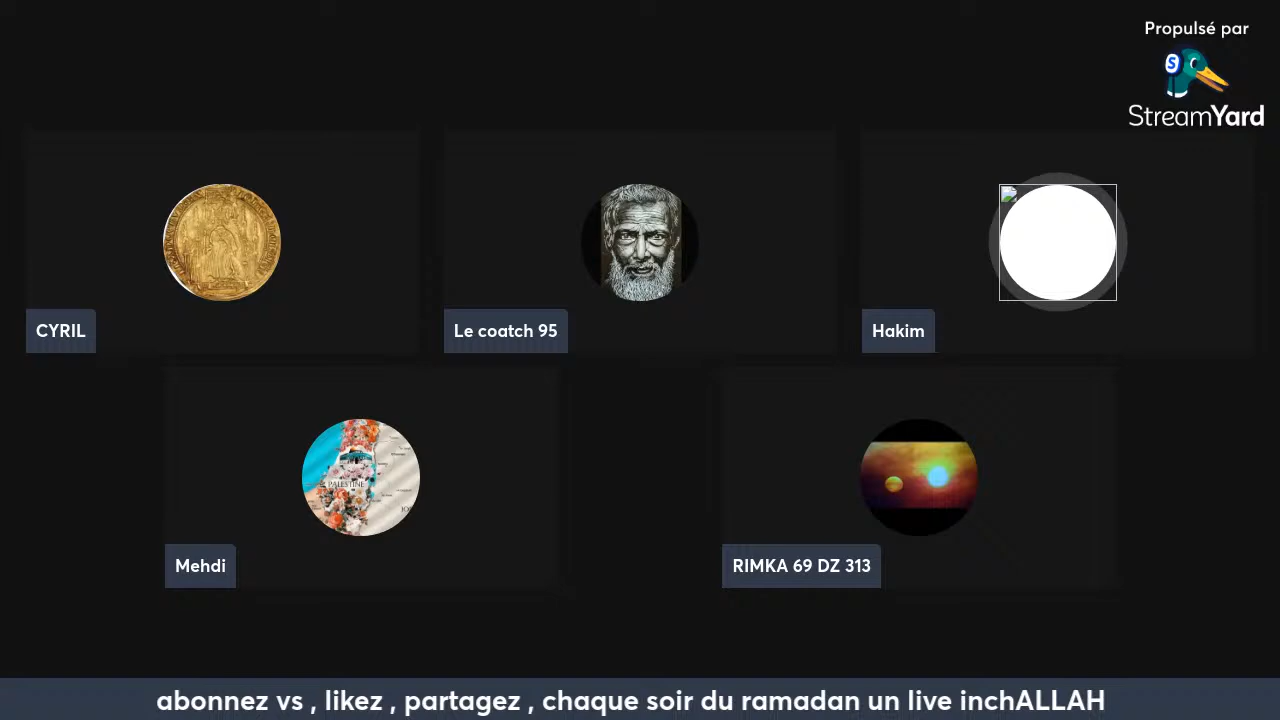 Propulsé par
S
StreamYard
CYRIL
Le coatch 95
Hakim
PALESTINE
Mehdi
RIMKA 69 DZ 313
abonnez vs , likez , partagez , chaque soir du ramadan un live inchALLAH